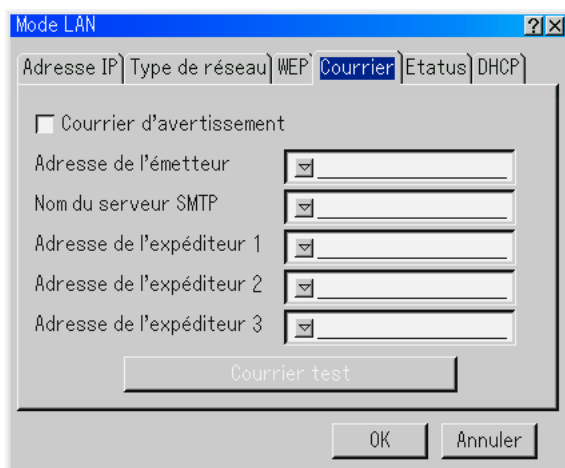 Mode LAN
Adresse IP Type de réseau WEP Courrier Etatus DHCP
Courrier d'avertissement
Adresse de l'émetteur
Nom du serveur SMTP
Adresse de l'expéditeur 1
Adresse de l'expéditeur 2
Adresse de l'expéditeur 3
Courrier test
OK Annuler